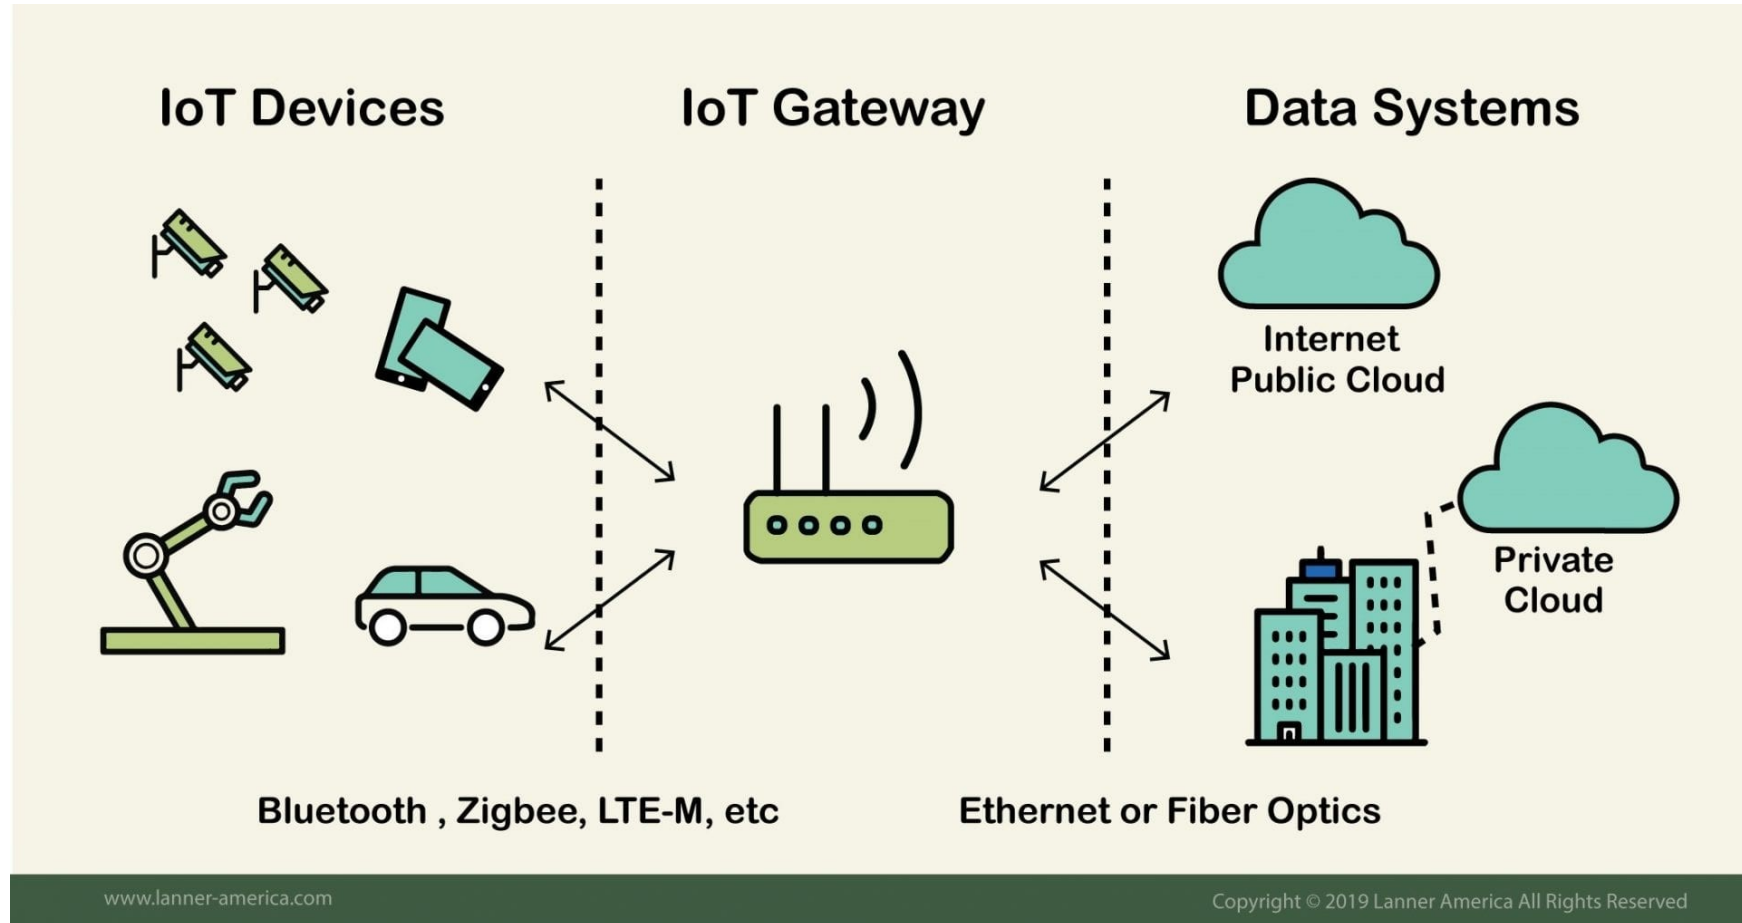 IoT Devices
IoT Gateway
Data Systems
Internet
Public Cloud
Private
Cloud
Bluetooth , Zigbee, LTE-M, etc
Ethernet or Fiber Optics
www.lanner-america.com
Copyright © 2019 Lanner America All Rights Reserved